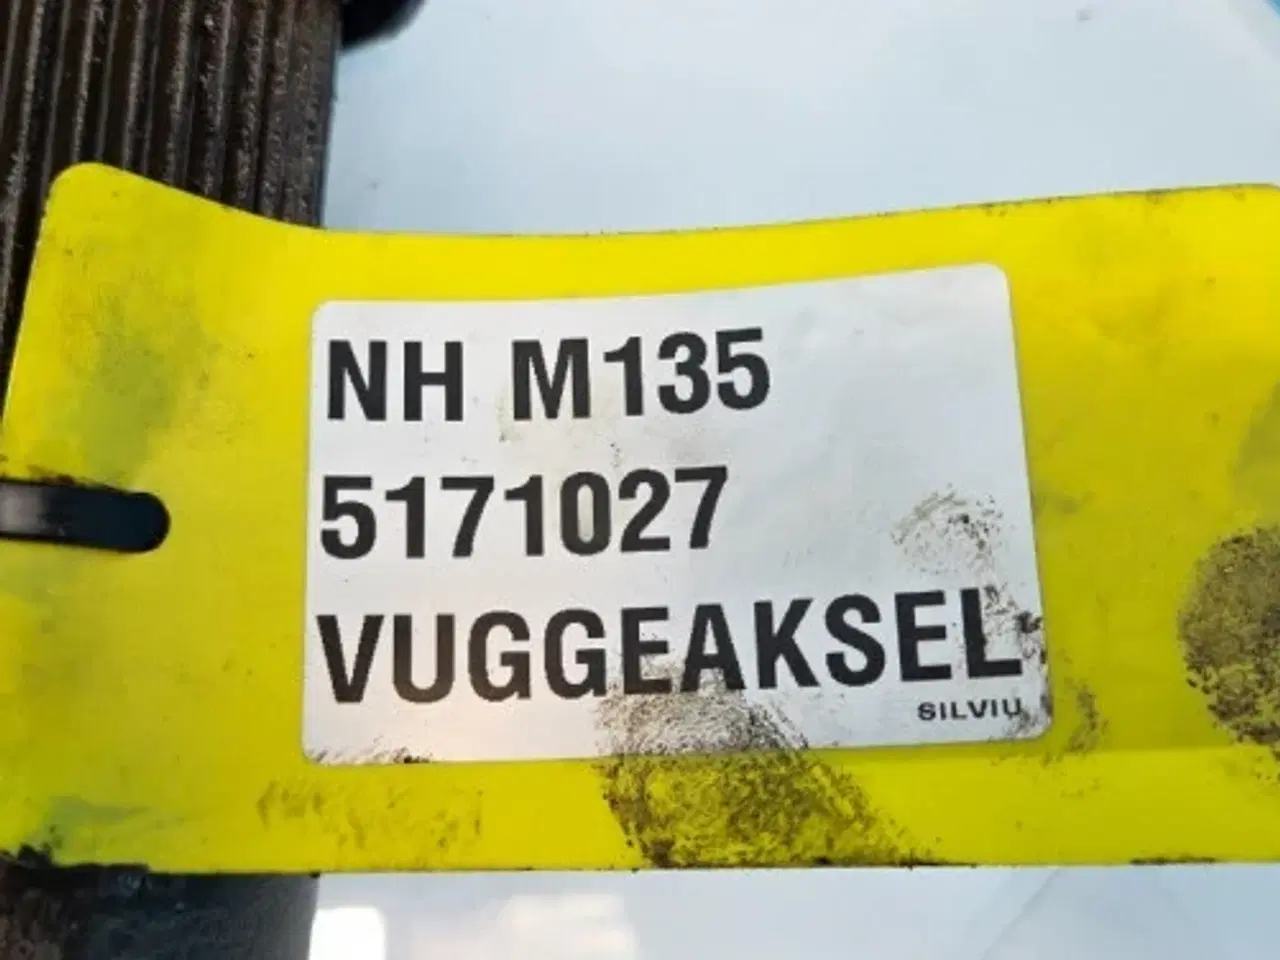 NH M135
5171027
VUGGEAKSEL
SILVIU